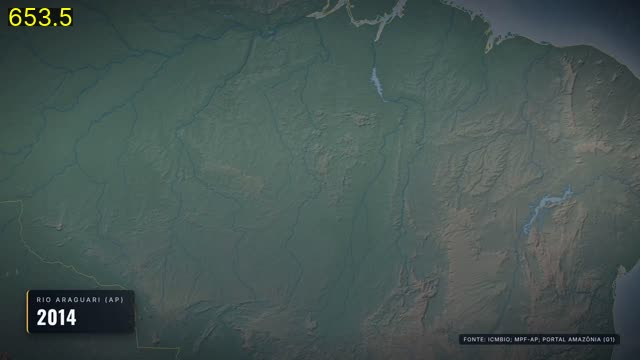 653.5
RIO ARAGUARI (AP)
2014
FONTE: ICMBIO; MPF-AP; PORTAL AMAZÔNIA (G1)